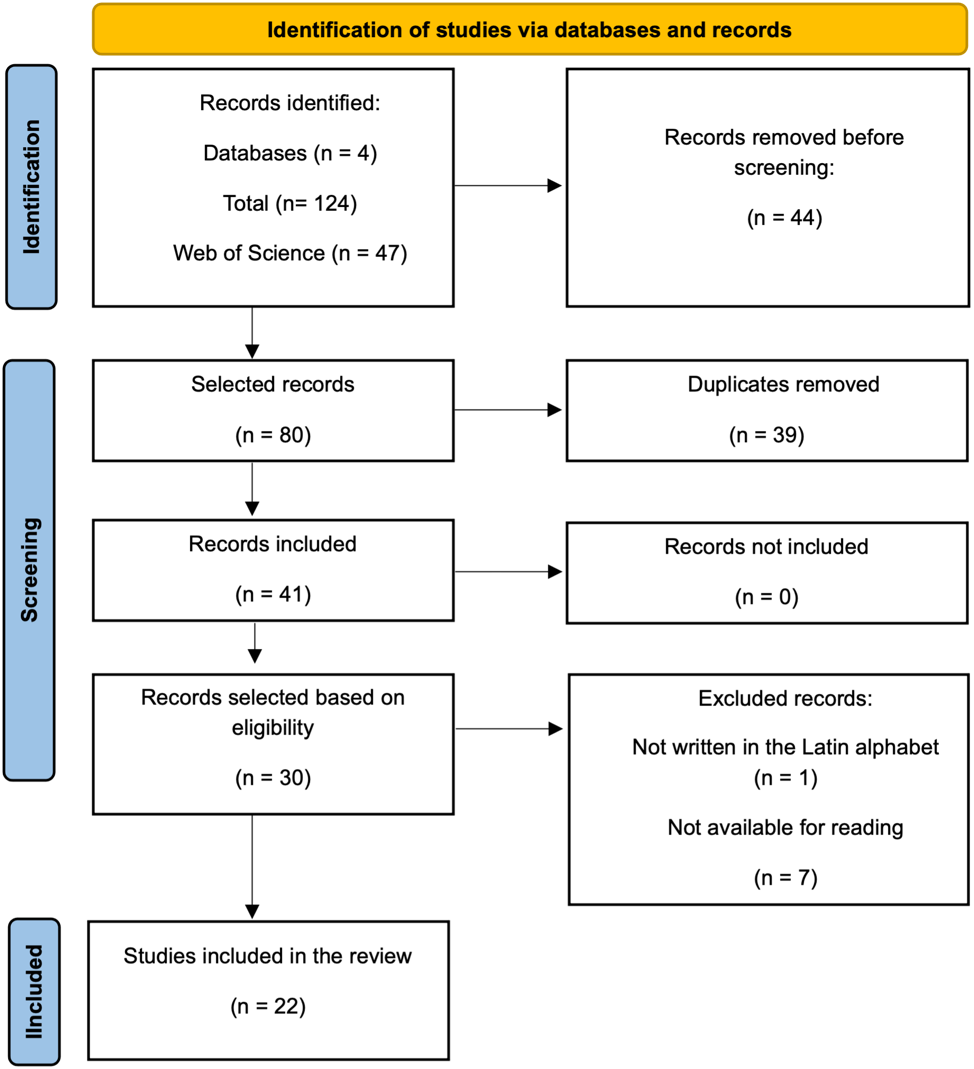 Identification of studies via databases and records
Identification
Records identified:
Databases (n = 4)
Total (n= 124)
Web of Science (n = 47)
Records removed before
screening:
(n = 44)
Screening
Selected records
(n = 80)
Duplicates removed
(n = 39)
Records included
(n = 41)
Records not included
(n = 0)
Records selected based on
eligibility
(n = 30)
Excluded records:
Not written in the Latin alphabet
(n = 1)
Not available for reading
(n = 7)
IIncluded
Studies included in the review
(n = 22)